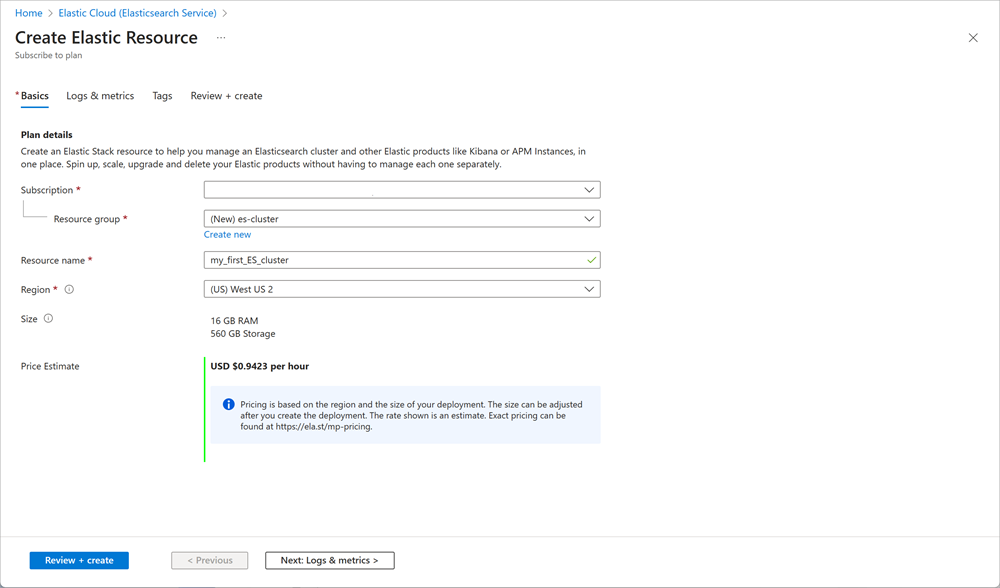 Home > Elastic Cloud (Elasticsearch Service) >
Create Elastic Resource ...
Subscribe to plan
* Basics Logs & metrics Tags Review + create
Plan details
Create an Elastic Stack resource to help you manage an Elasticsearch cluster and other Elastic products like Kibana or APM Instances, in
one place. Spin up, scale, upgrade and delete your Elastic products without having to manage each one separately.
Subscription *
Resource group * (New) es-cluster
Create new
Resource name * my_first_ES_cluster
Region * (US) West US 2
Size 16 GB RAM
560 GB Storage
Price Estimate USD $0.9423 per hour
Pricing is based on the region and the size of your deployment. The size can be adjusted
after you create the deployment. The rate shown is an estimate. Exact pricing can be
found at https://ela.st/mp-pricing.
Review + create < Previous Next: Logs & metrics >